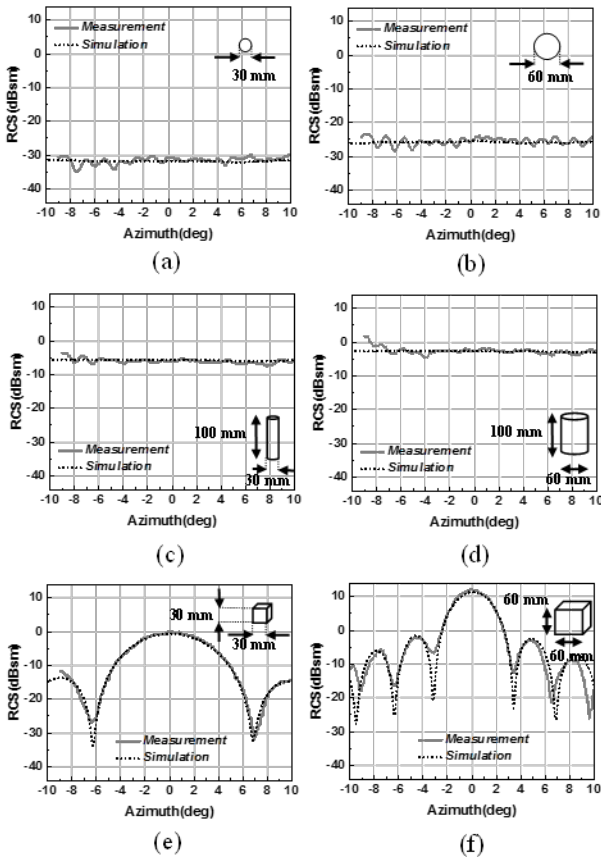 Measurement
Simulation
30 mm
RCS(dBsm)
10
0
-10
-20
-30
-40
-10 -8 -6 -4 -2 0 2 4 6 8 10
Azimuth(deg)
(a)
Measurement
Simulation
60 mm
RCS(dBsm)
10
0
-10
-20
-30
-40
-10 -8 -6 -4 -2 0 2 4 6 8 10
Azimuth(deg)
(b)
RCS(dBsm)
10
0
-10
-20
-30
-40
100 mm
Measurement
Simulation
30 mm
-10 -8 -6 -4 -2 0 2 4 6 8 10
Azimuth(deg)
(c)
RCS(dBsm)
10
0
-10
-20
-30
-40
100 mm
Measurement
Simulation
60 mm
-10 -8 -6 -4 -2 0 2 4 6 8 10
Azimuth(deg)
(d)
RCS(dBsm)
10
0
-10
-20
-30
-40
30 mm
30 mm
Measurement
Simulation
-10 -8 -6 -4 -2 0 2 4 6 8 10
Azimuth(deg)
(e)
RCS(dBsm)
10
0
-10
-20
-30
-40
60 mm
60 mm
Measurement
Simulation
-10 -8 -6 -4 -2 0 2 4 6 8 10
Azimuth(deg)
(f)